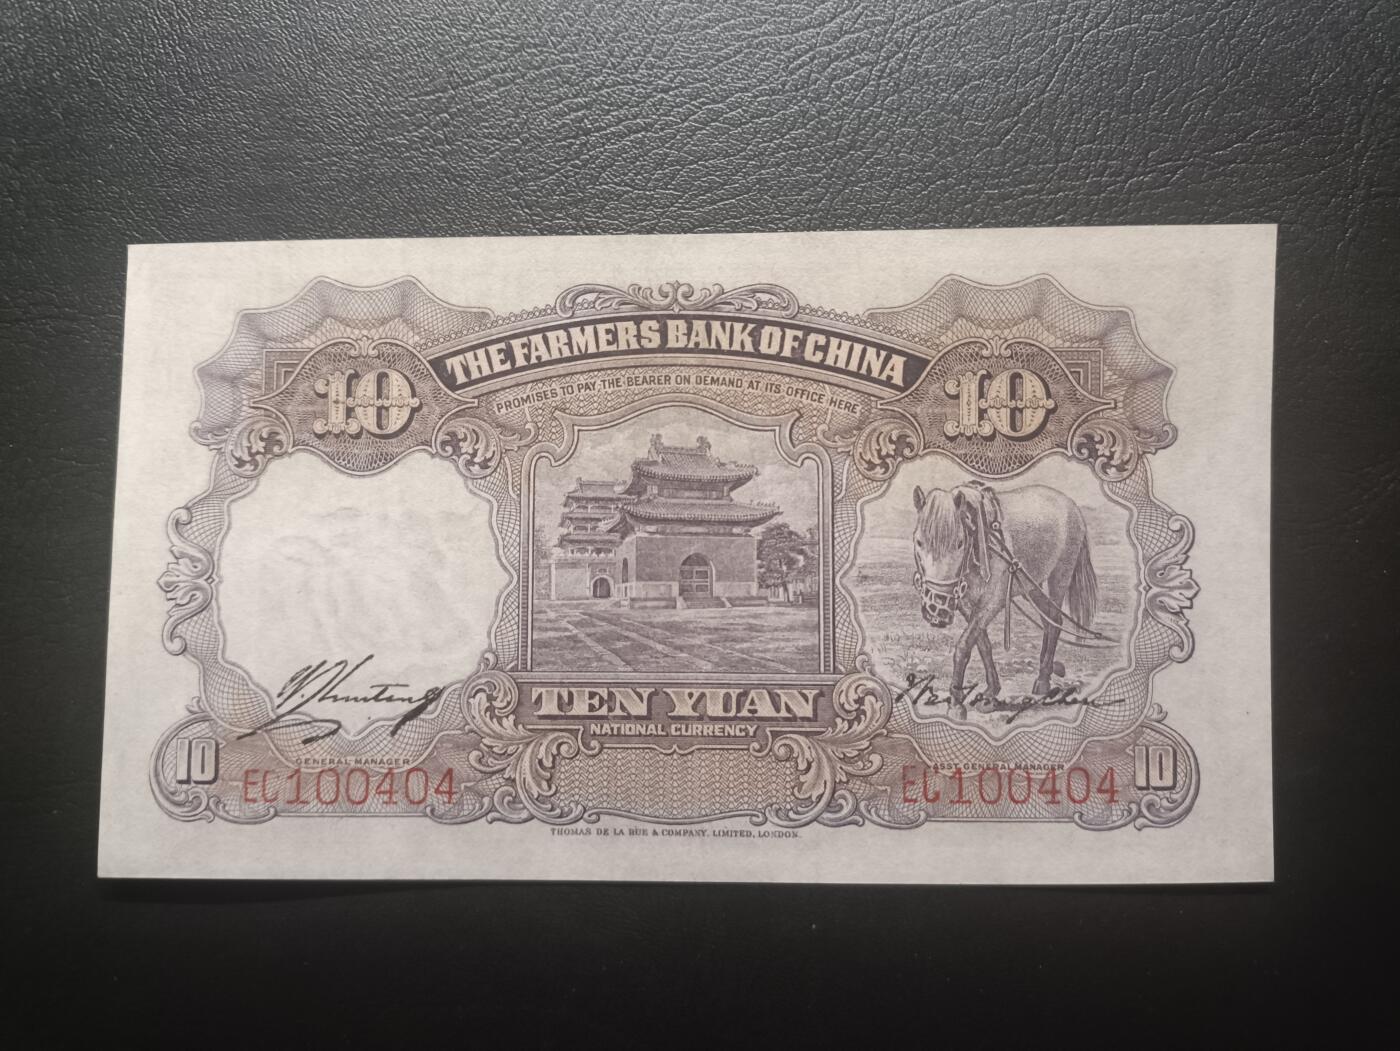 THE FARMERS BANK OF CHINA
PROMISES TO PAY THE BEARER ON DEMAND AT ITS OFFICE HERE
10
10
TEN YUAN
NATIONAL CURRENCY
10
10
GENERAL MANAGER
ASST GENERAL MANAGER
EC100404
EC100404
THOMAS DE LA RUE & COMPANY, LIMITED, LONDON.